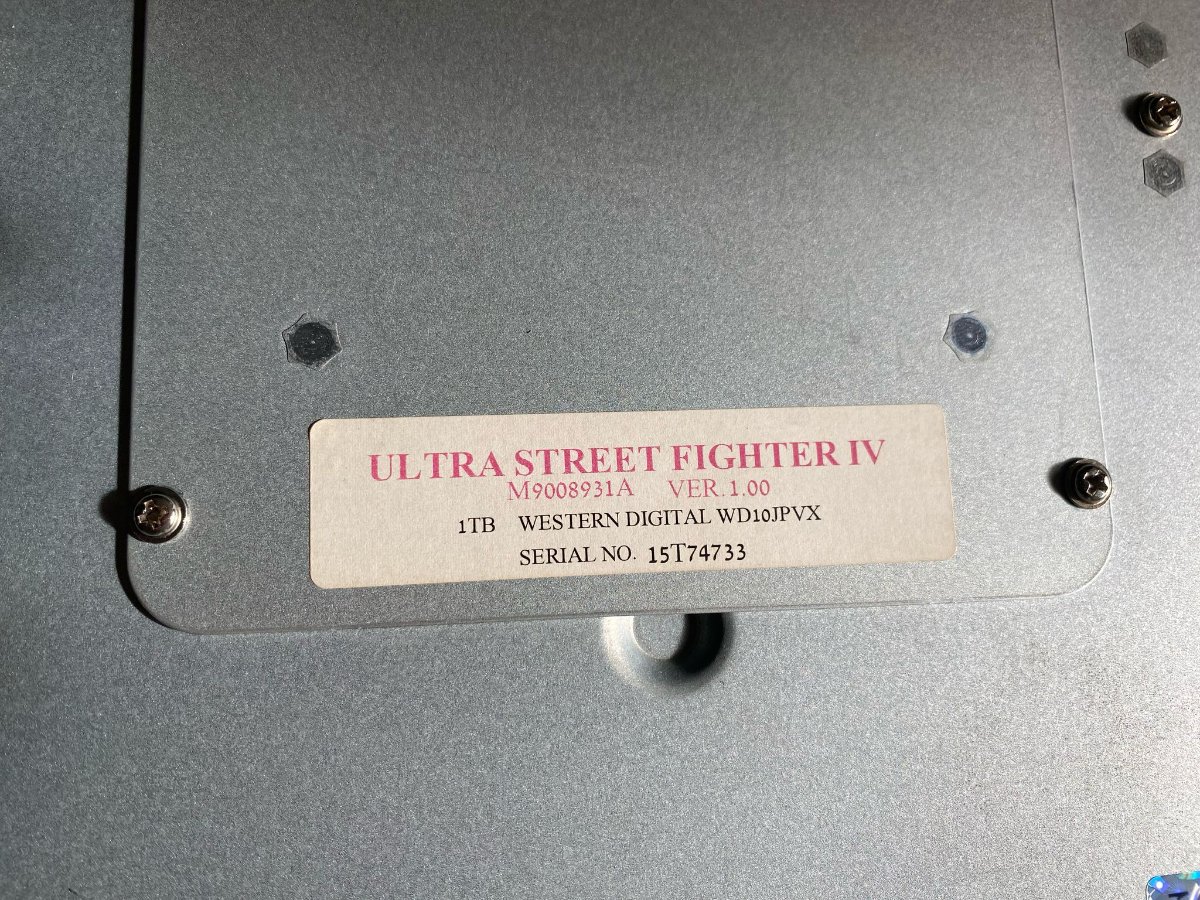 ULTRA STREET FIGHTER IV
M9008931A VER. 1.00
1TB WESTERN DIGITAL WD10JPVX
SERIAL NO. 15T74733